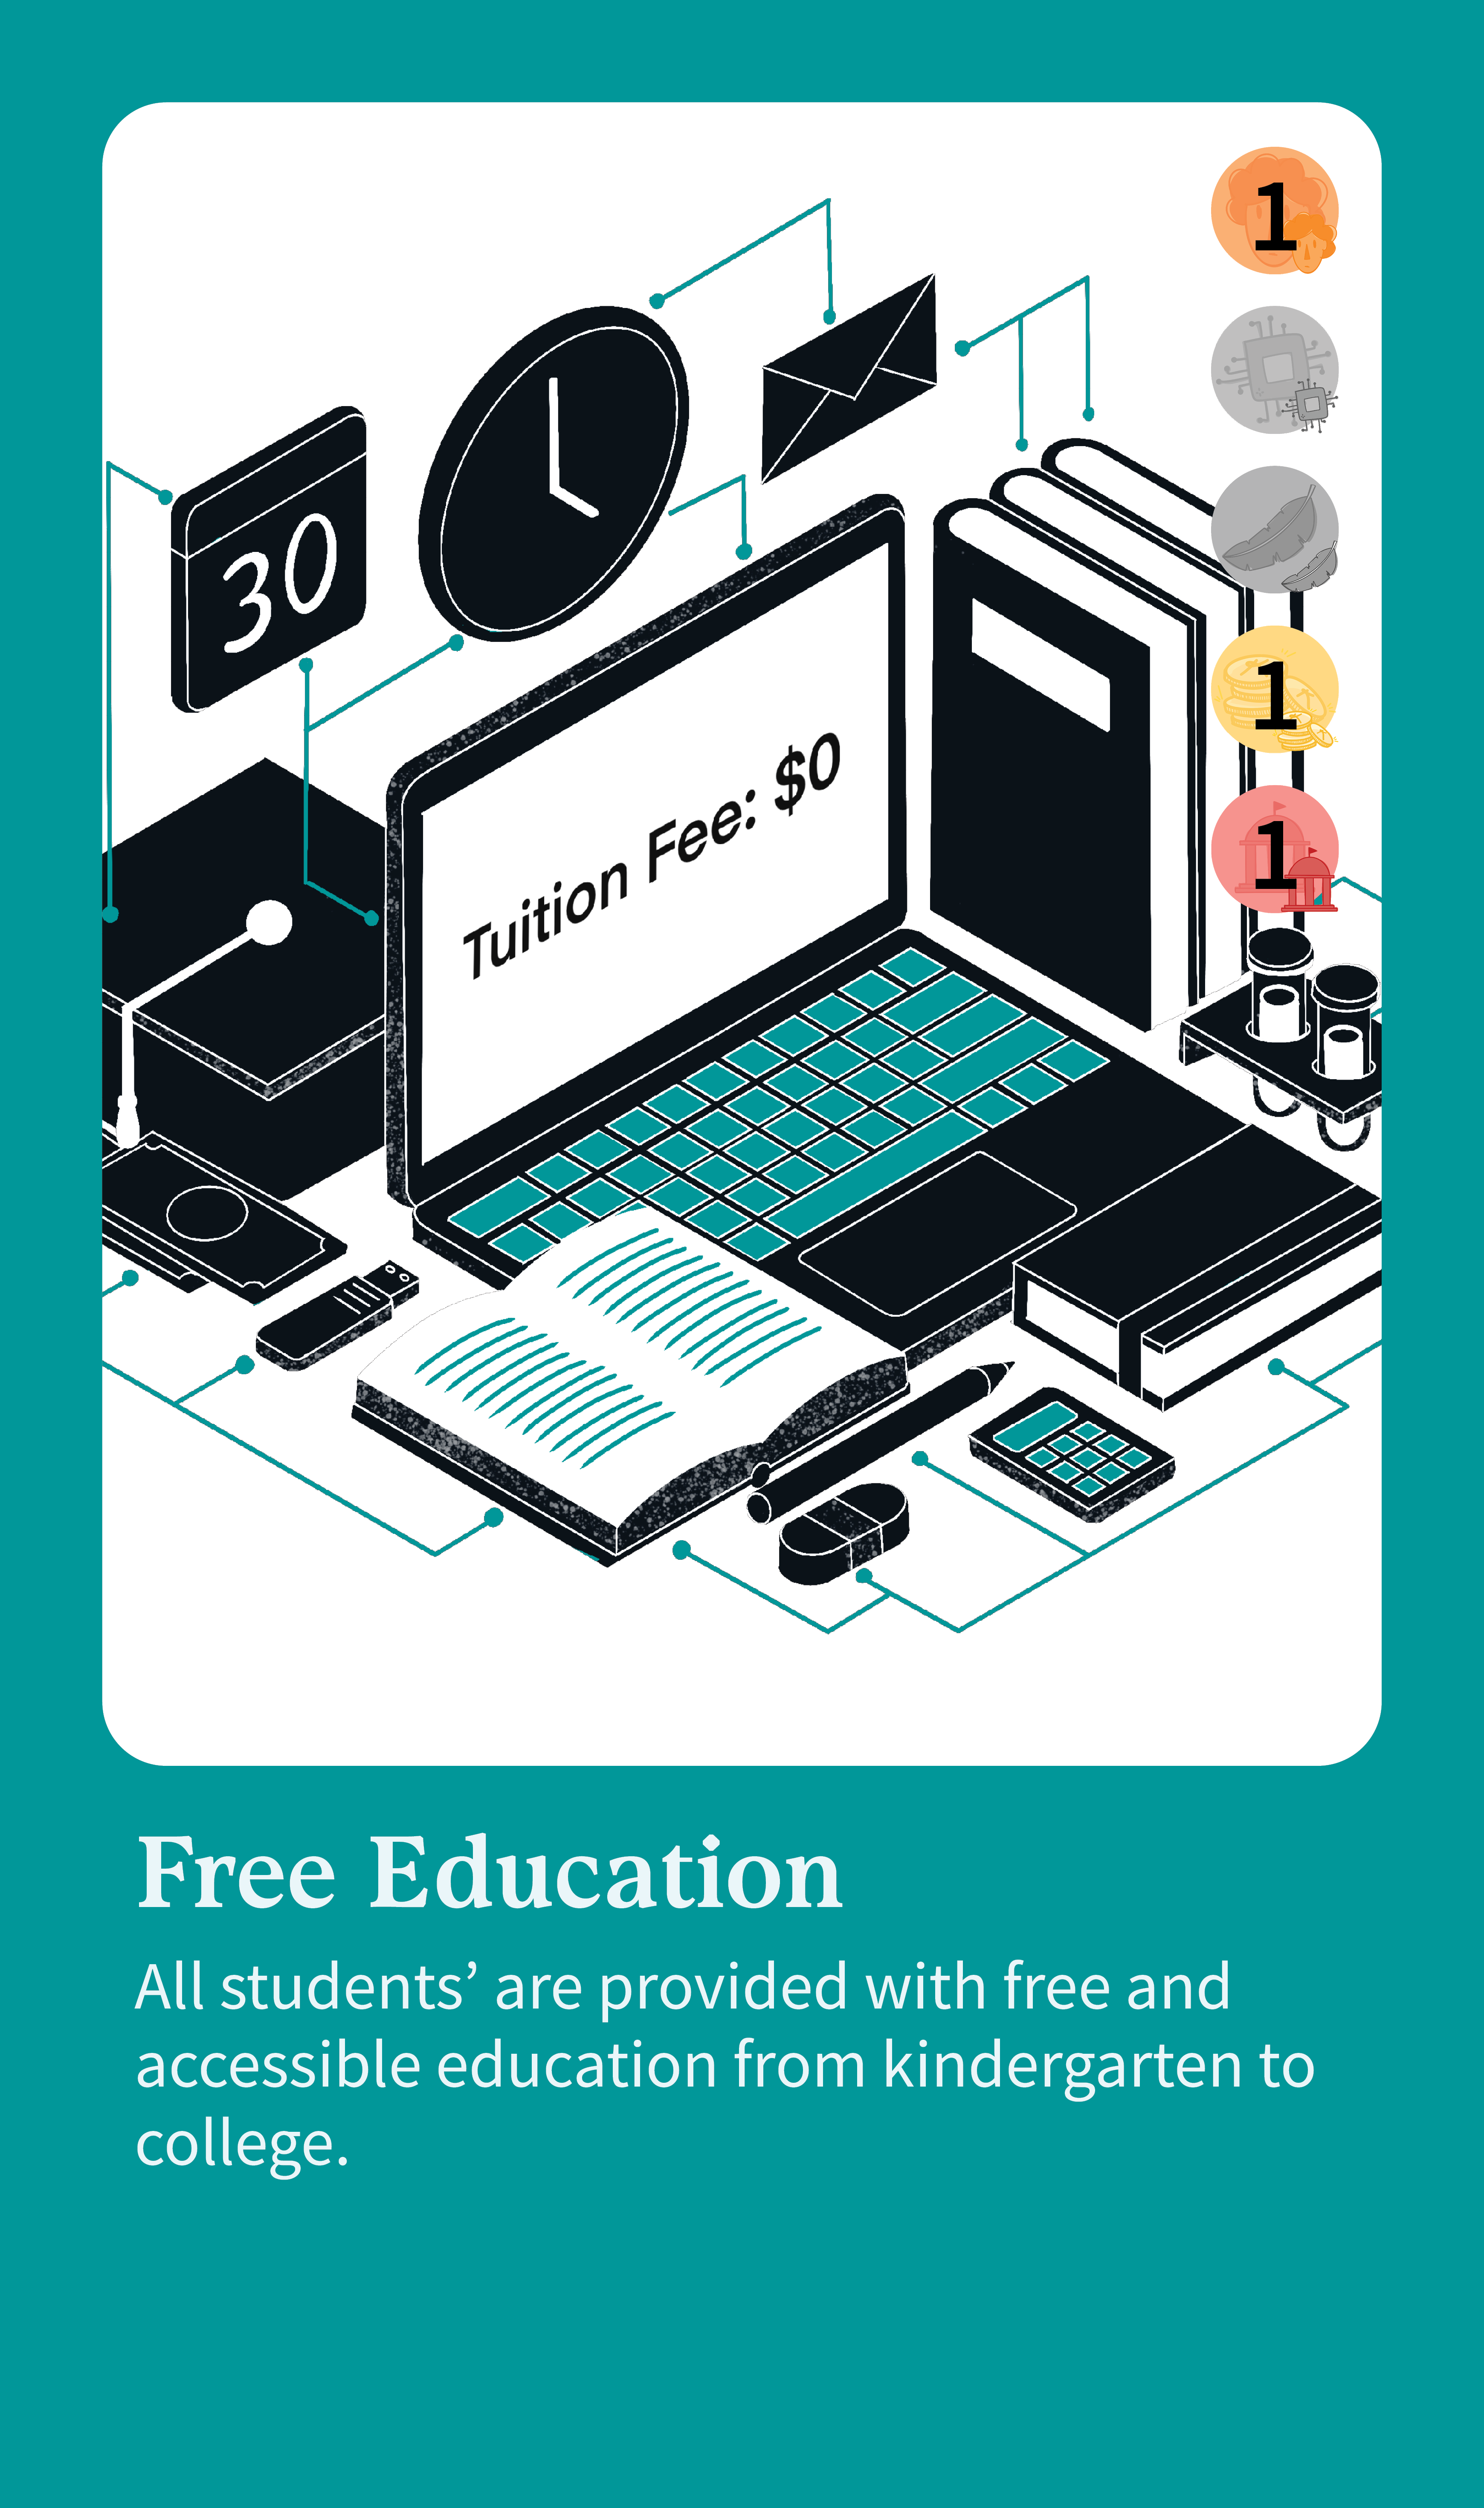 1
30
1
Tuition Fee: $0
1
Free Education
All students’ are provided with free and
accessible education from kindergarten to
college.